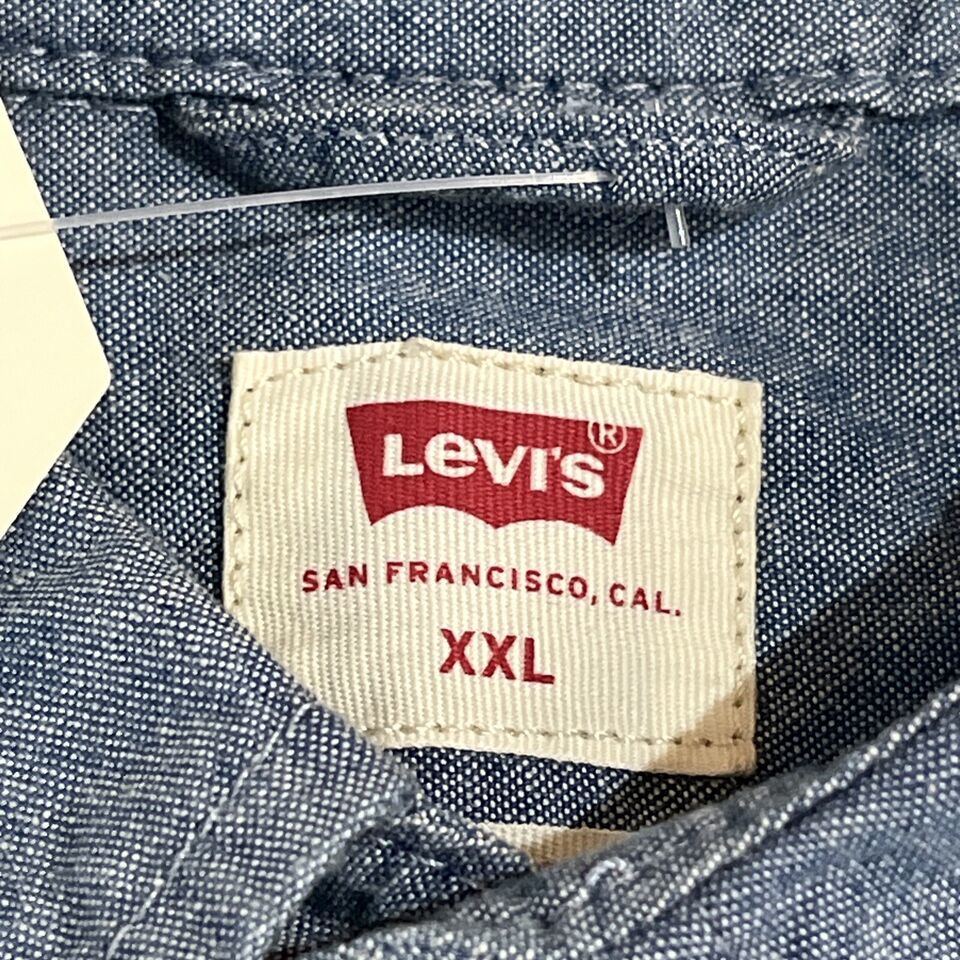 Levi's®
SAN FRANCISCO, CAL.
XXL